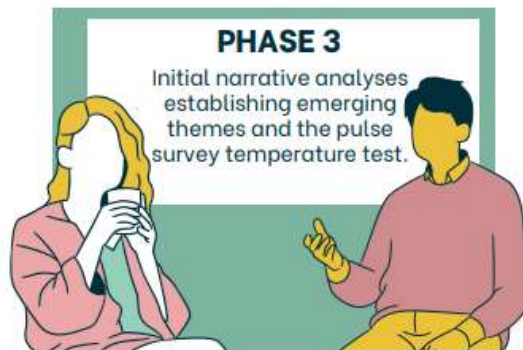 PHASE 3
Initial narrative analyses
establishing emerging
themes and the pulse
survey temperature test.